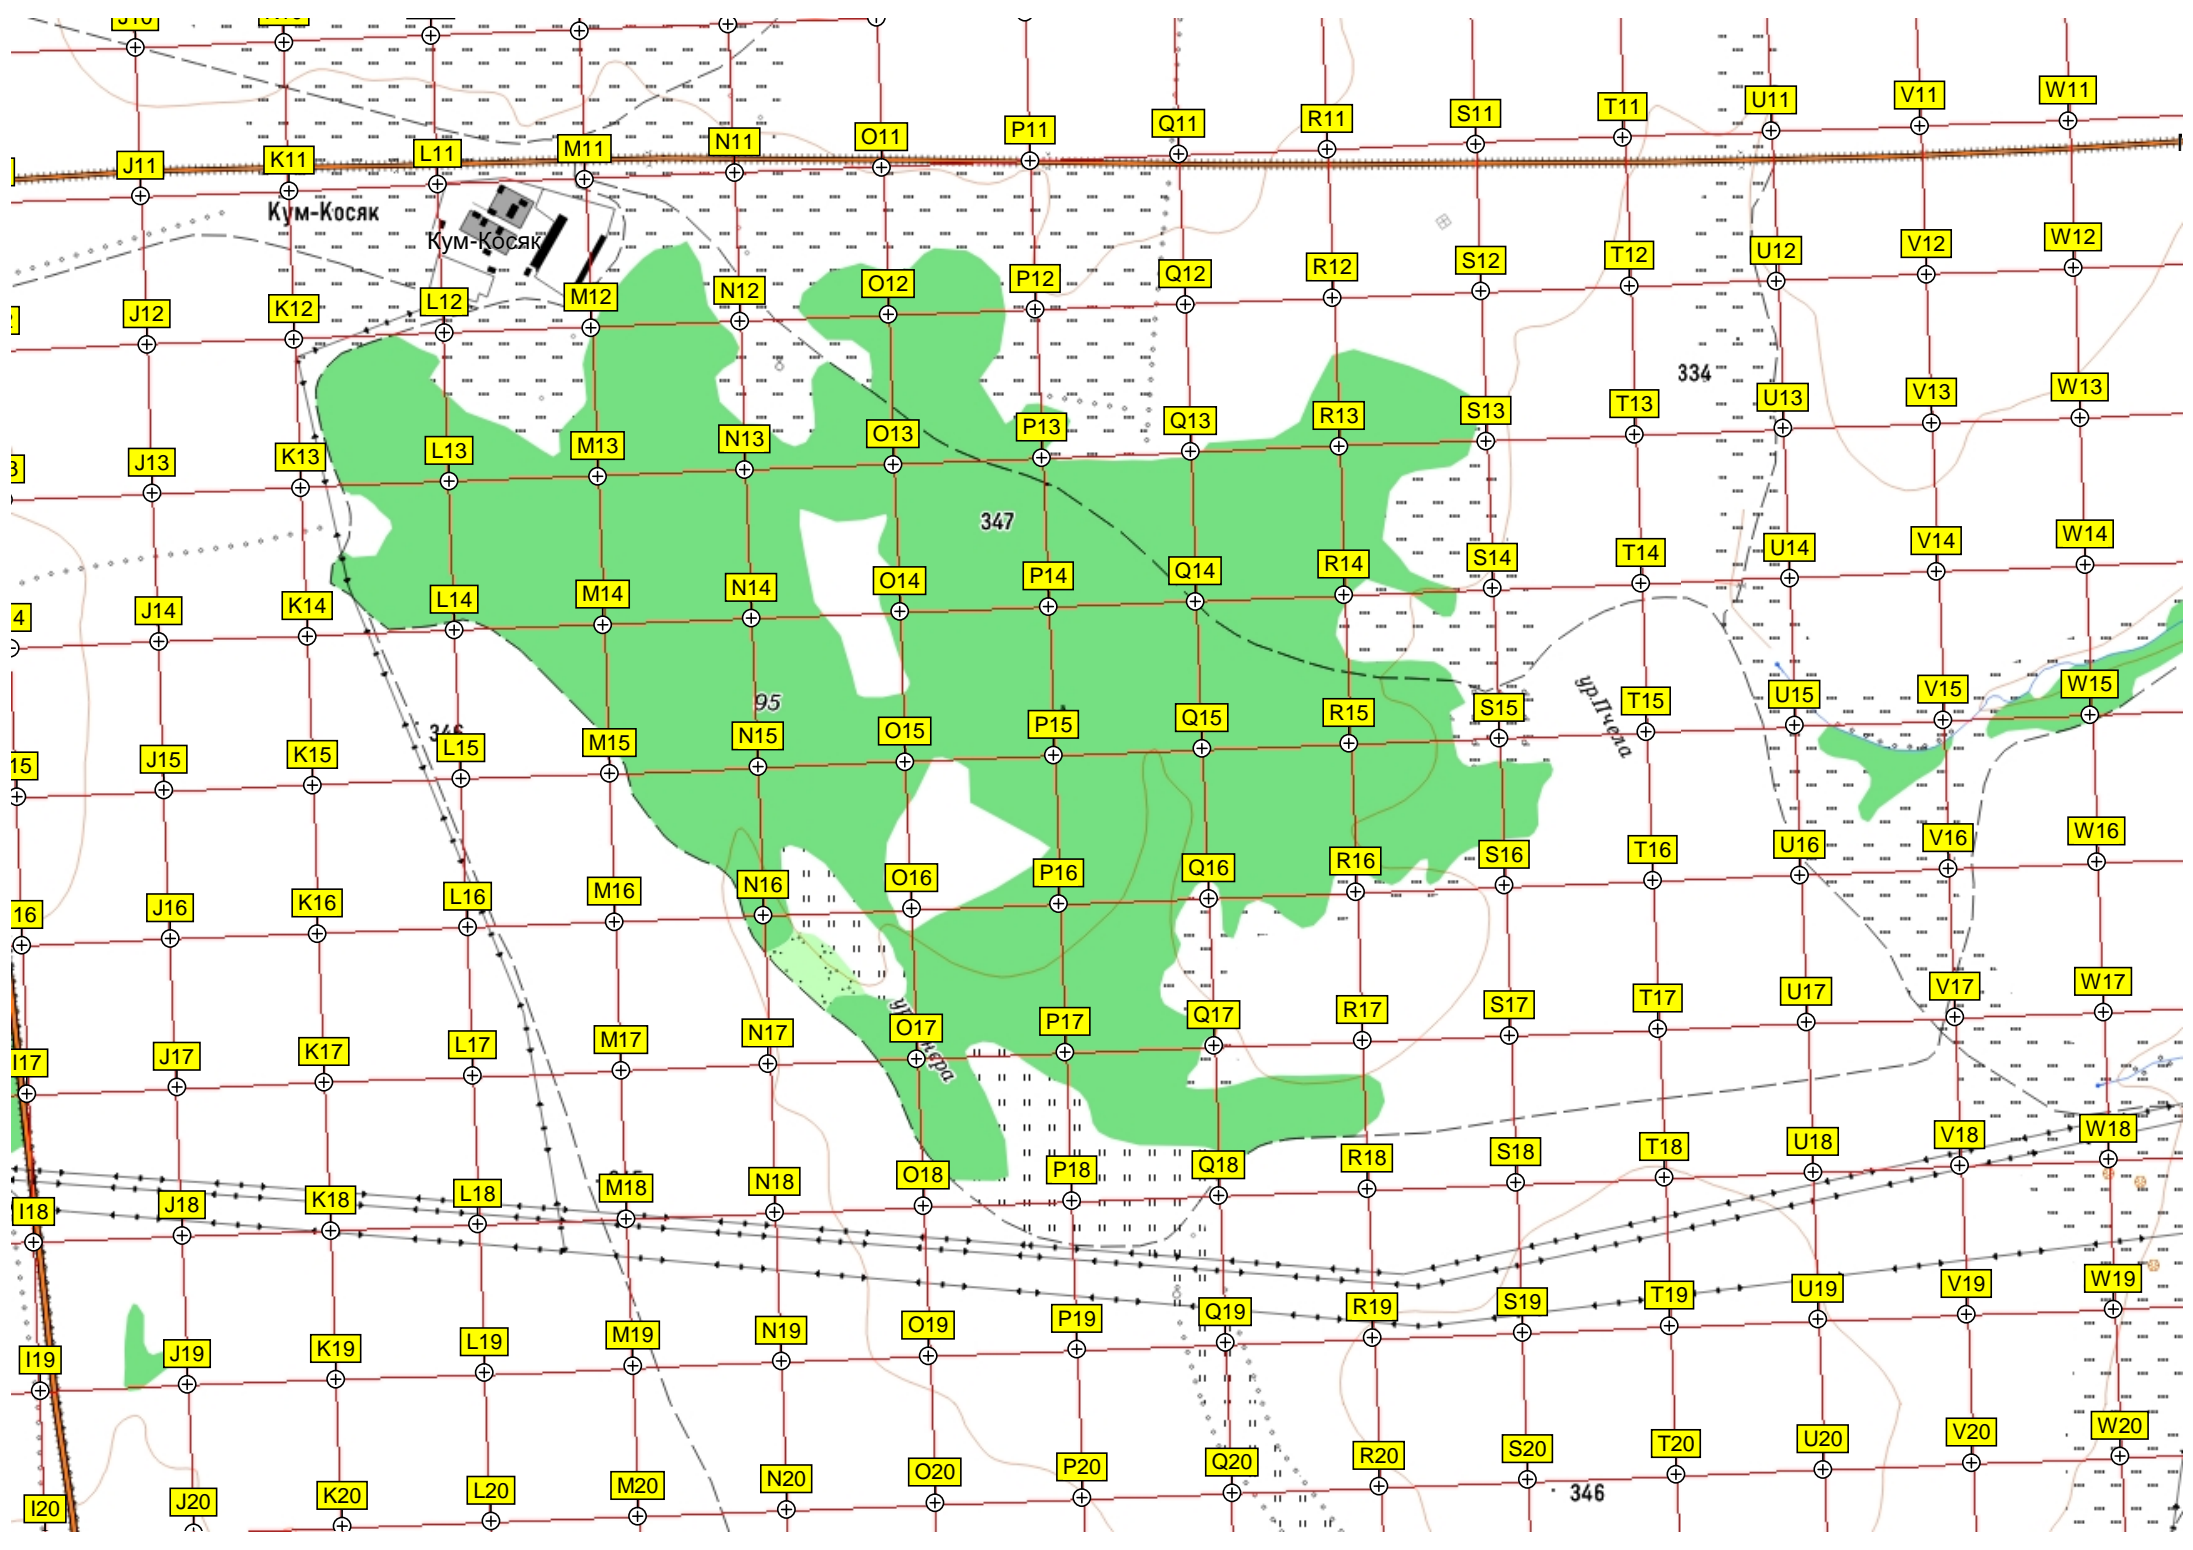 J10
J11 K11 L11 M11 N11 O11 P11 Q11 R11 S11 T11 U11 V11 W11
Кум-Косяк
Кум-Косяк
J12 K12 L12 M12 N12 O12 P12 Q12 R12 S12 T12 U12 V12 W12
334
J13 K13 L13 M13 N13 O13 P13 Q13 R13 S13 T13 U13 V13 W13
347
J14 K14 L14 M14 N14 O14 P14 Q14 R14 S14 T14 U14 V14 W14
95
ур.Пчела
15 J15 K15 L15 M15 N15 O15 P15 Q15 R15 S15 T15 U15 V15 W15
16 J16 K16 L16 M16 N16 O16 P16 Q16 R16 S16 T16 U16 V16 W16
I17 J17 K17 L17 M17 N17 O17 P17 Q17 R17 S17 T17 U17 V17 W17
I18 J18 K18 L18 M18 N18 O18 P18 Q18 R18 S18 T18 U18 V18 W18
I19 J19 K19 L19 M19 N19 O19 P19 Q19 R19 S19 T19 U19 V19 W19
I20 J20 K20 L20 M20 N20 O20 P20 Q20 R20 S20 T20 U20 V20 W20
346